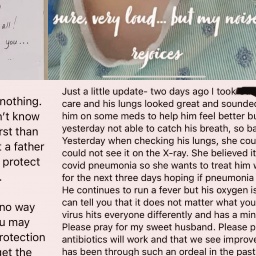 all!
you...
sure, very loud... but my noise
rejoices
nothing.
n't know
rst than
t a father
protect
no way
u may
rotection
get the
Just a little update- two days ago I took
care and his lungs looked great and sounded
him on some meds to help him feel better bu
yesterday not able to catch his breath, so ba
Yesterday when checking his lungs, she cou
could not see it on the X-ray. She believed it
covid pneumonia so she wants to treat him w
for the next three days hoping if pneumonia
He continues to run a fever but his oxygen is
can tell you that it does not matter what you
virus hits everyone differently and has a min
Please pray for my sweet husband. Please p
antibiotics will work and that we see improve
has been through such an ordeal in the past